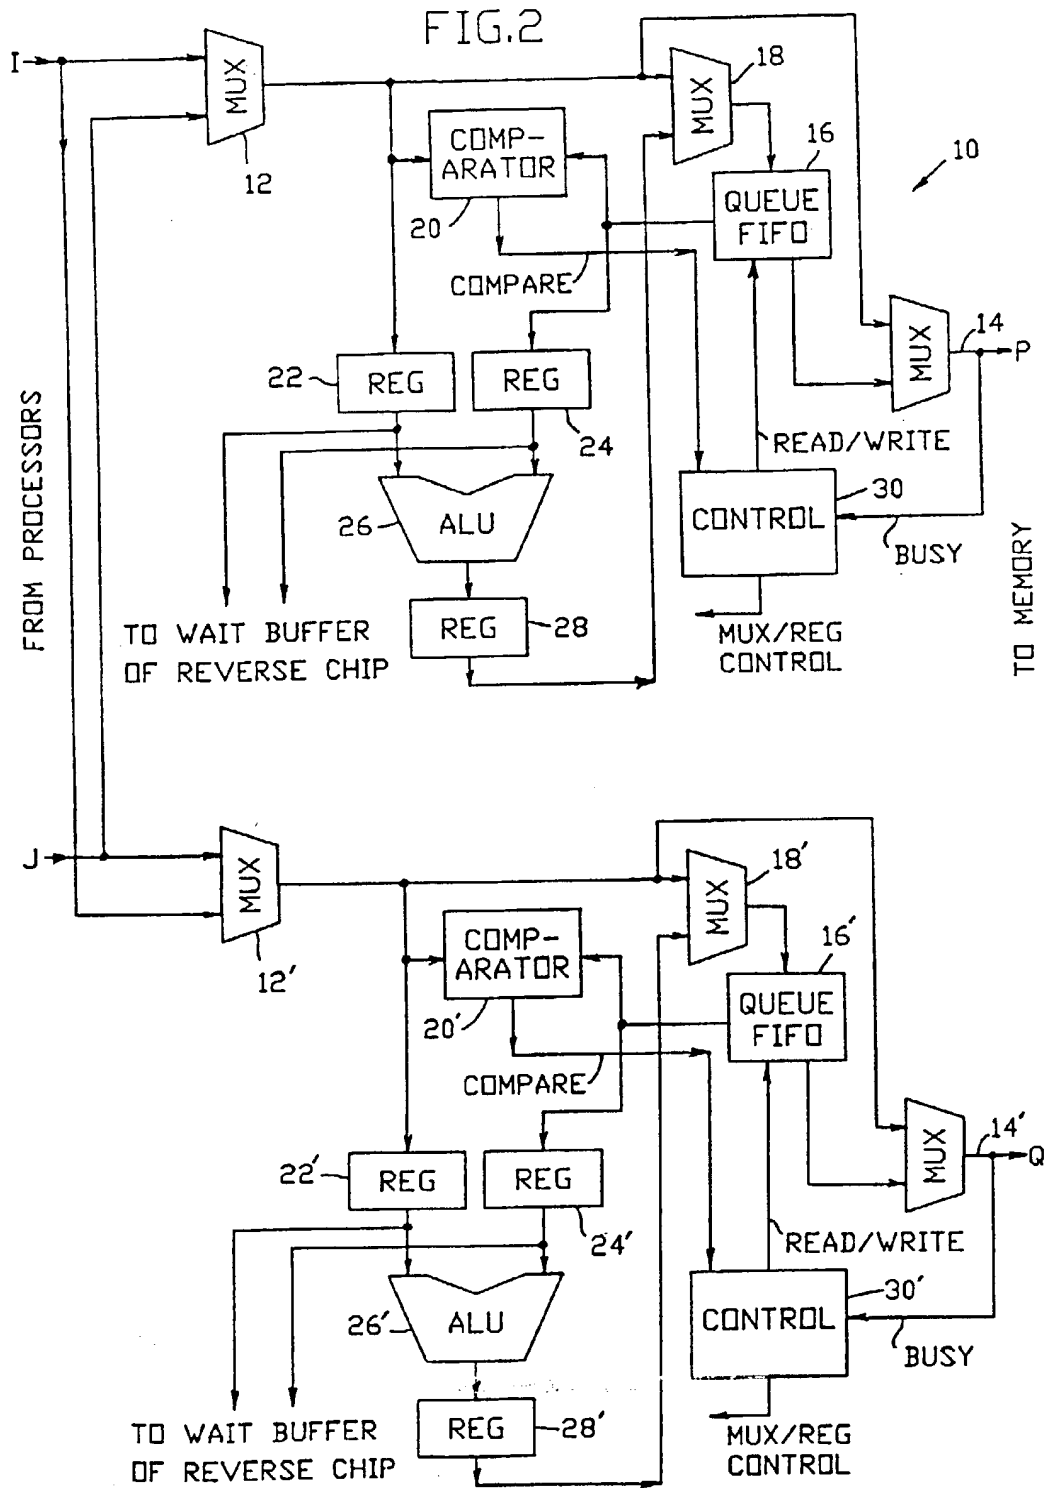 FIG.2
I
MUX
12
COMP-
ARATOR
20
COMPARE
MUX
18
16
QUEUE
FIFO
10
MUX
14
P
22
REG
REG
24
READ/WRITE
26
ALU
CONTROL
30
BUSY
REG
28
MUX/REG
CONTROL
TO WAIT BUFFER
OF REVERSE CHIP
FROM PROCESSORS
TO MEMORY
J
MUX
12'
COMP-
ARATOR
20'
COMPARE
MUX
18'
16'
QUEUE
FIFO
MUX
14'
Q
22'
REG
REG
24'
READ/WRITE
26'
ALU
CONTROL
30'
BUSY
REG
28'
MUX/REG
CONTROL
TO WAIT BUFFER
OF REVERSE CHIP